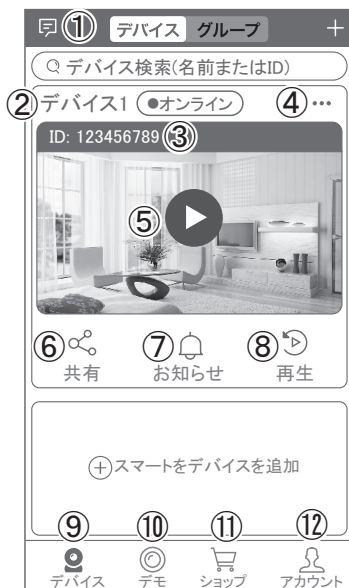 ① デバイス グループ +
デバイス検索(名前またはID)
② デバイス1 ●オンライン ④ •••
ID: 123456789 ③
⑤
⑥ ⑦ ⑧
共有 お知らせ 再生
+スマートをデバイスを追加
⑨ ⑩ ⑪ ⑫
デバイス デモ ショップ アカウント